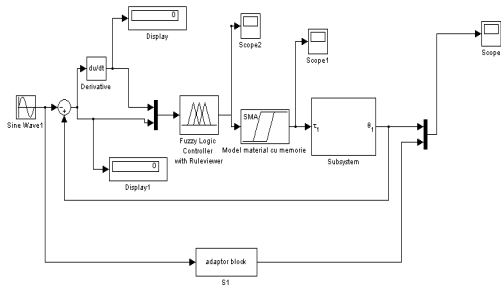 0
Display
Scope2
Scope1
Scope
du/dt
Derivative
Sine Wave1
- +
Fuzzy Logic
Controller
with Ruleviewer
SMA
Model material cu memorie
τ1
θ1
Subsystem
0
Display1
adaptor block
S1